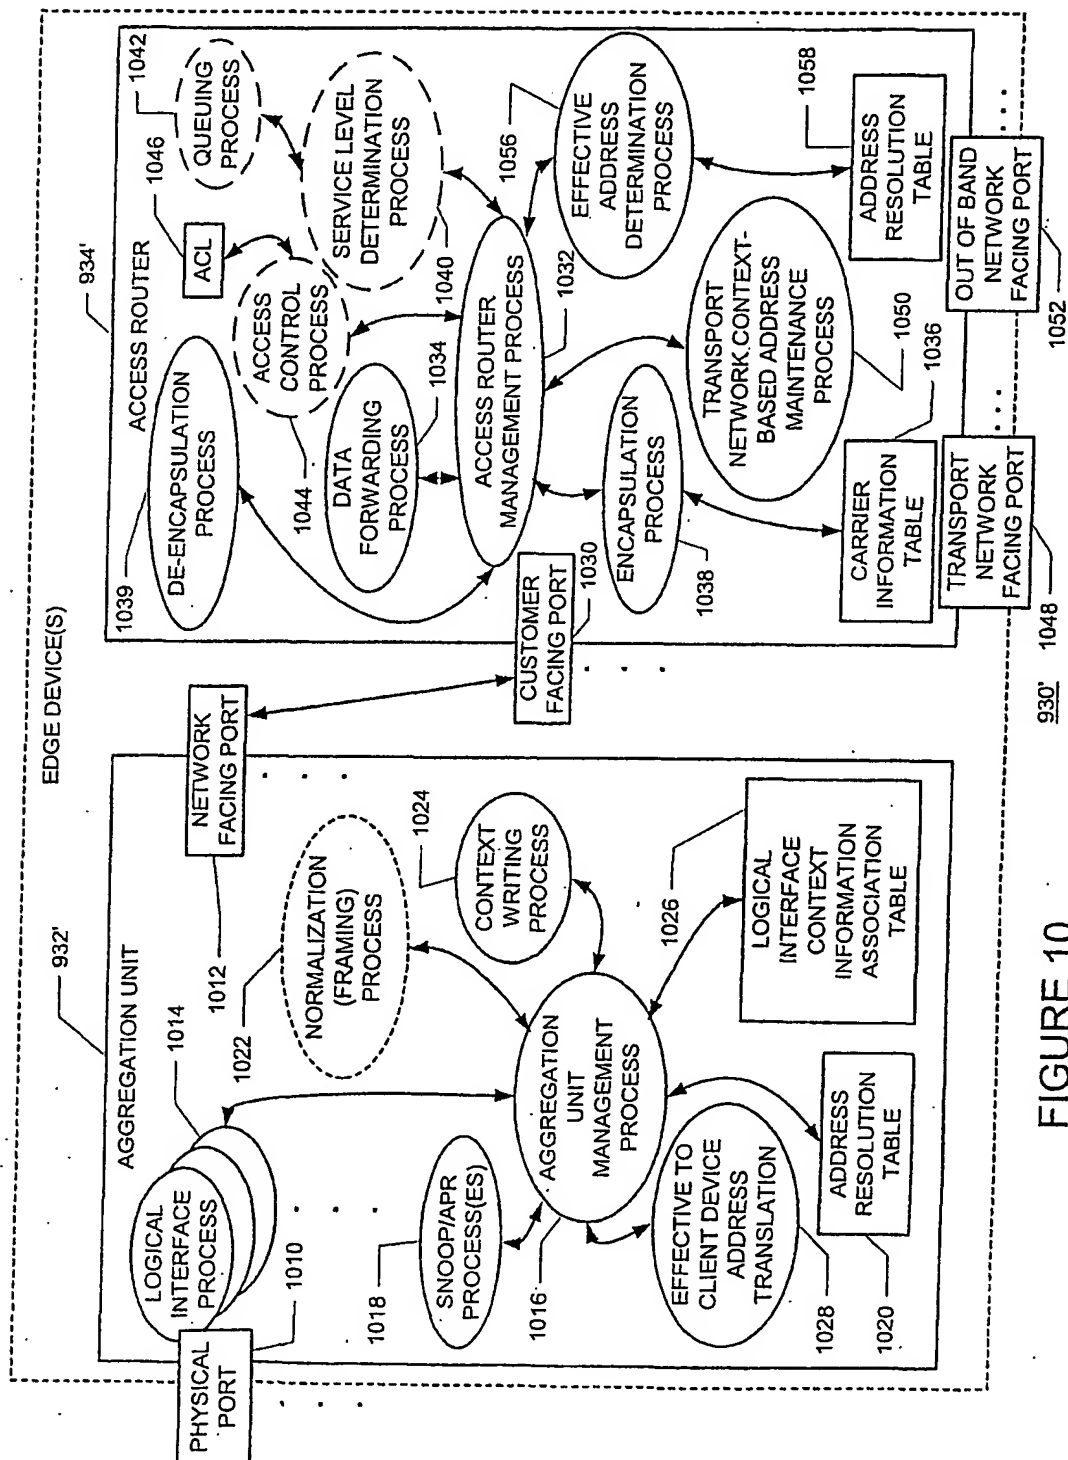 EDGE DEVICE(S)
932'
AGGREGATION UNIT
PHYSICAL
PORT
1010
LOGICAL
INTERFACE
PROCESS
1014
1012
NETWORK
FACING PORT
1022
NORMALIZATION
(FRAMING)
PROCESS
1018
SNOOP/APR
PROCESS(ES)
1024
CONTEXT
WRITING
PROCESS
1016
AGGREGATION
UNIT
MANAGEMENT
PROCESS
1026
LOGICAL
INTERFACE
CONTEXT
INFORMATION
ASSOCIATION
TABLE
EFFECTIVE TO
CLIENT DEVICE
ADDRESS
TRANSLATION
1028
ADDRESS
RESOLUTION
TABLE
1020
934'
ACCESS ROUTER
1039
DE-ENCAPSULATION
PROCESS
1046
ACL
1042
QUEUING
PROCESS
1044
ACCESS
CONTROL
PROCESS
SERVICE LEVEL
DETERMINATION
PROCESS
1040
DATA
FORWARDING
PROCESS
1034
ACCESS ROUTER
MANAGEMENT PROCESS
1032
CUSTOMER
FACING PORT
1030
1056
EFFECTIVE
ADDRESS
DETERMINATION
PROCESS
ENCAPSULATION
PROCESS
1038
TRANSPORT
NETWORK CONTEXT-
BASED ADDRESS
MAINTENANCE
PROCESS
1050
1058
ADDRESS
RESOLUTION
TABLE
CARRIER
INFORMATION
TABLE
1036
TRANSPORT
NETWORK
FACING PORT
1048
OUT OF BAND
NETWORK
FACING PORT
1052
930'
FIGURE 10